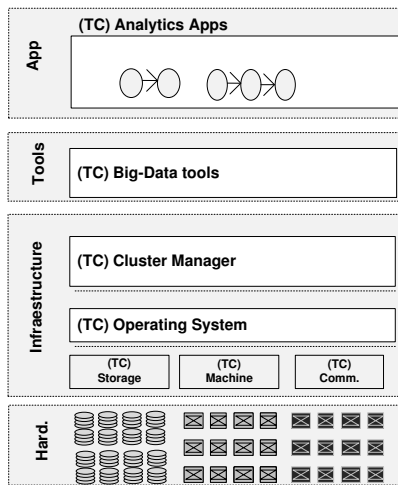 App
(TC) Analytics Apps
Tools
(TC) Big-Data tools
Infraestructure
(TC) Cluster Manager
(TC) Operating System
(TC)
Storage
(TC)
Machine
(TC)
Comm.
Hard.